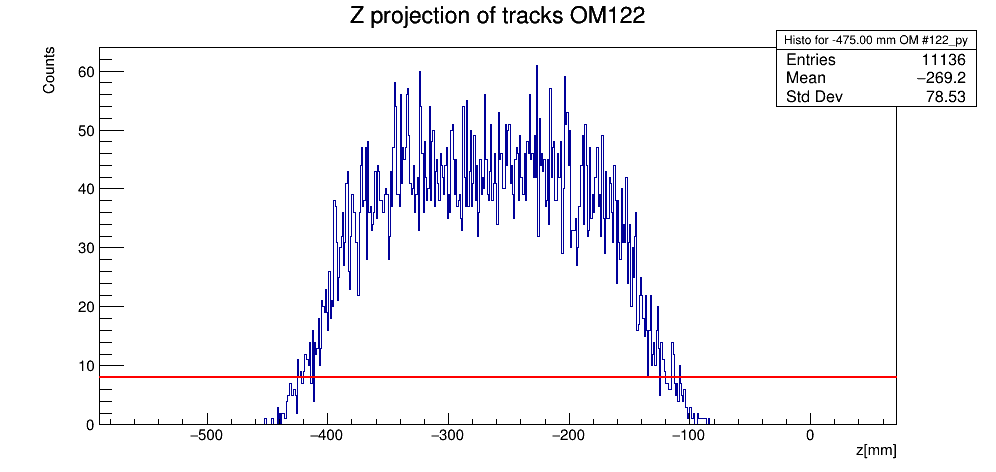 Z projection of tracks OM122
Histo for -475.00 mm OM #122_py
Entries 11136
Mean −269.2
Std Dev 78.53
Counts
60
50
40
30
20
10
0
−500 −400 −300 −200 −100 0
z[mm]